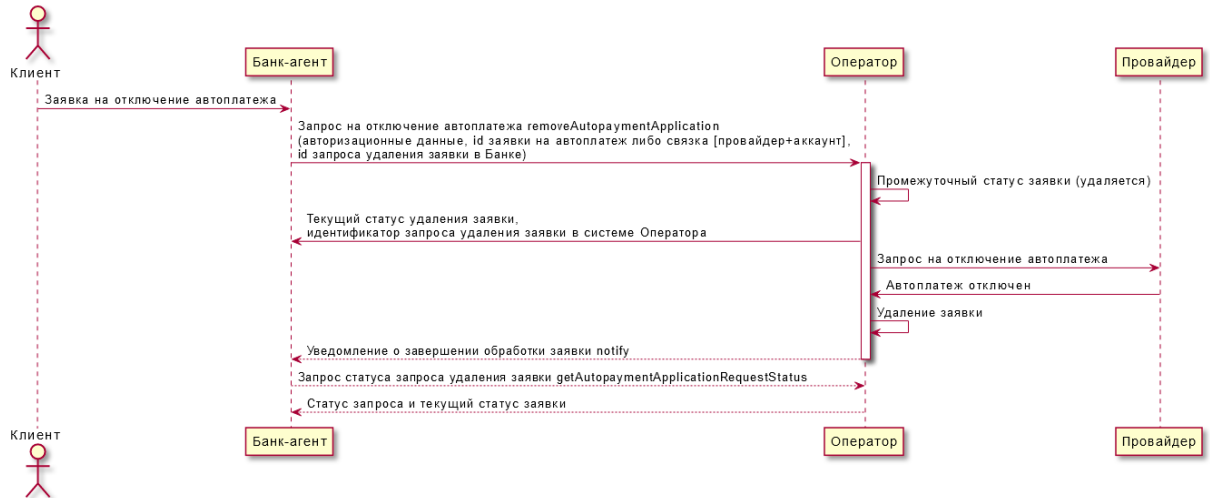 Клиент
Банк-агент
Оператор
Провайдер
Заявка на отключение автоплатежа
Запрос на отключение автоплатежа removeAutopaymentApplication
(авторизационные данные, id заявки на автоплатеж либо связка [провайдер+аккаунт],
id запроса удаления заявки в Банке)
Промежуточный статус заявки (удаляется)
Текущий статус удаления заявки,
идентификатор запроса удаления заявки в системе Оператора
Запрос на отключение автоплатежа
Автоплатеж отключен
Удаление заявки
Уведомление о завершении обработки заявки notify
Запрос статуса запроса удаления заявки getAutopaymentApplicationRequestStatus
Статус запроса и текущий статус заявки
Клиент
Банк-агент
Оператор
Провайдер